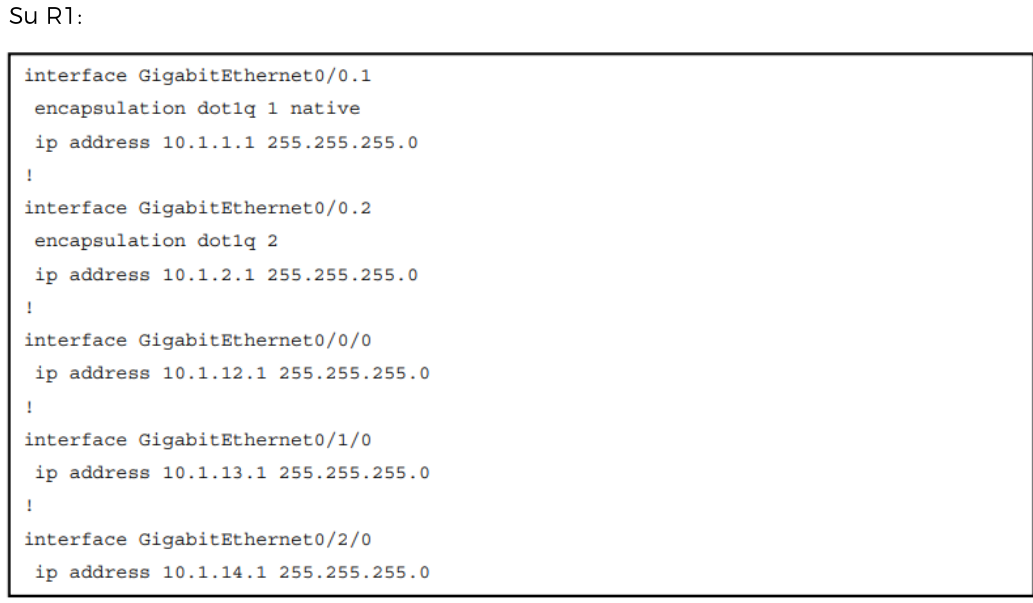 Su R1:
interface GigabitEthernet0/0.1
encapsulation dot1q 1 native
ip address 10.1.1.1 255.255.255.0
!
interface GigabitEthernet0/0.2
encapsulation dot1q 2
ip address 10.1.2.1 255.255.255.0
!
interface GigabitEthernet0/0/0
ip address 10.1.12.1 255.255.255.0
!
interface GigabitEthernet0/1/0
ip address 10.1.13.1 255.255.255.0
!
interface GigabitEthernet0/2/0
ip address 10.1.14.1 255.255.255.0